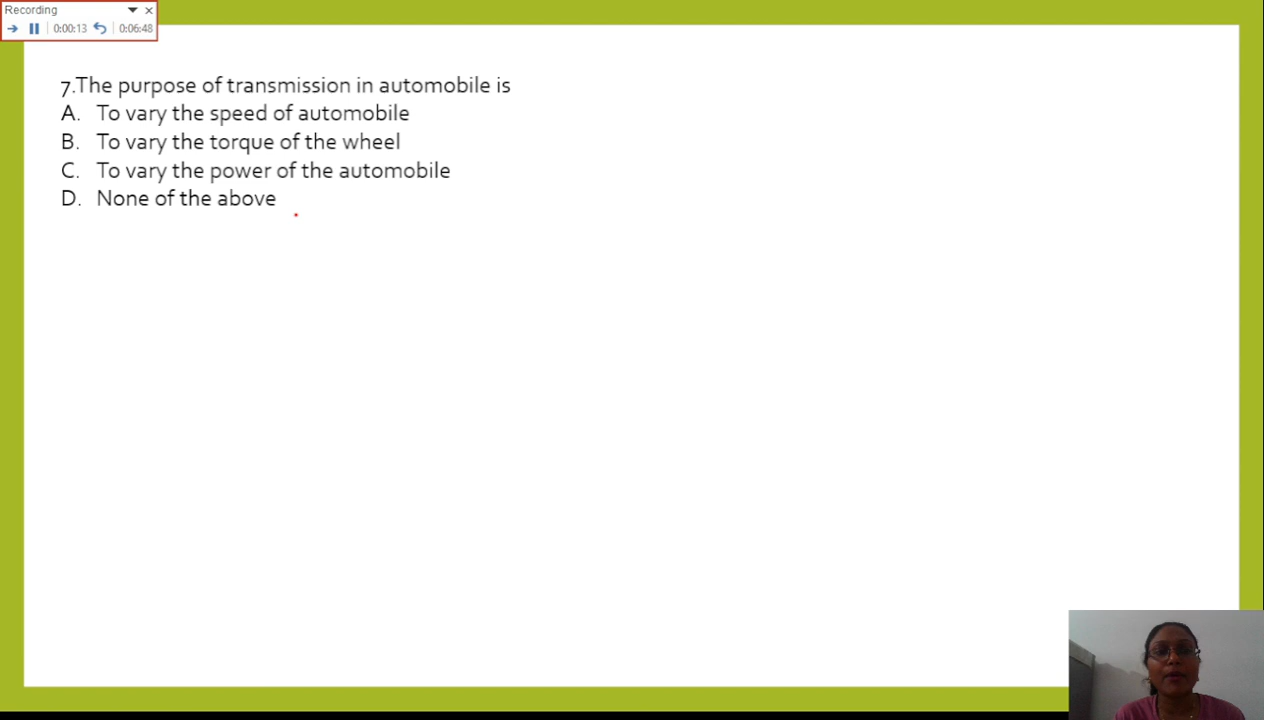 Recording
0:00:13 0:06:48
7.The purpose of transmission in automobile is
A. To vary the speed of automobile
B. To vary the torque of the wheel
C. To vary the power of the automobile
D. None of the above